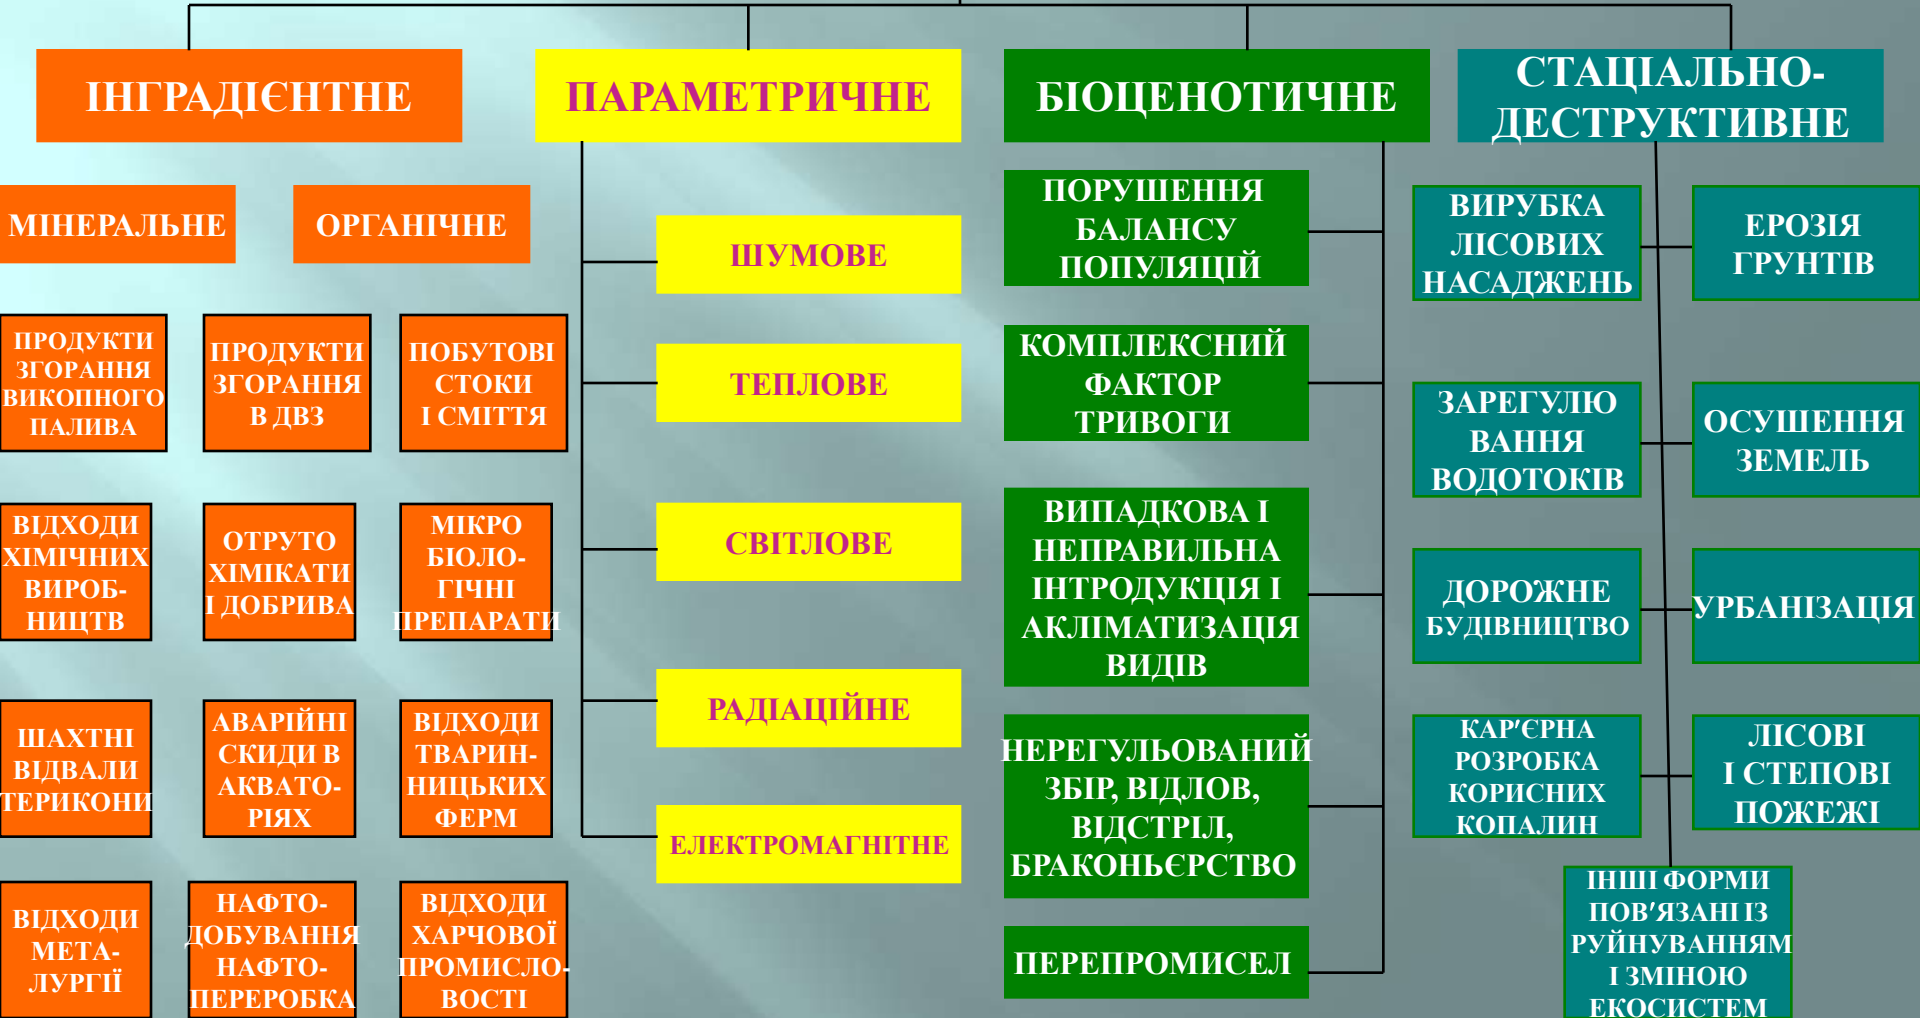 ІНГРАДІЄНТНЕ
ПАРАМЕТРИЧНЕ
БІОЦЕНОТИЧНЕ
СТАЦІАЛЬНО-
ДЕСТРУКТИВНЕ
МІНЕРАЛЬНЕ
ОРГАНІЧНЕ
ПРОДУКТИ
ЗГОРАННЯ
ВИКОПНОГО
ПАЛИВА
ПРОДУКТИ
ЗГОРАННЯ
В ДВЗ
ПОБУТОВІ
СТОКИ
І СМІТТЯ
ВІДХОДИ
ХІМІЧНИХ
ВИРОБ-
НИЦТВ
ОТРУТО
ХІМІКАТИ
І ДОБРИВА
МІКРО
БІОЛО-
ГІЧНІ
ПРЕПАРАТИ
ШАХТНІ
ВІДВАЛИ
ТЕРИКОНИ
АВАРІЙНІ
СКИДИ В
АКВАТО-
РІЯХ
ВІДХОДИ
ТВАРИН-
НИЦЬКИХ
ФЕРМ
ВІДХОДИ
МЕТА-
ЛУРГІЇ
НАФТО-
ДОБУВАННЯ
НАФТО-
ПЕРЕРОБКА
ВІДХОДИ
ХАРЧОВОЇ
ПРОМИСЛО-
ВОСТІ
ШУМОВЕ
ТЕПЛОВЕ
СВІТЛОВЕ
РАДІАЦІЙНЕ
ЕЛЕКТРОМАГНІТНЕ
ПОРУШЕННЯ
БАЛАНСУ
ПОПУЛЯЦІЙ
КОМПЛЕКСНИЙ
ФАКТОР
ТРИВОГИ
ВИПАДКОВА І
НЕПРАВИЛЬНА
ІНТРОДУКЦІЯ І
АКЛІМАТИЗАЦІЯ
ВИДІВ
НЕРЕГУЛЬОВАНИЙ
ЗБІР, ВІДЛОВ,
ВІДСТРІЛ,
БРАКОНЬЄРСТВО
ПЕРЕПРОМИСЕЛ
ВИРУБКА
ЛІСОВИХ
НАСАДЖЕНЬ
ЕРОЗІЯ
ГРУНТІВ
ЗАРЕГУЛЮ
ВАННЯ
ВОДОТОКІВ
ОСУШЕННЯ
ЗЕМЕЛЬ
ДОРОЖНЕ
БУДІВНИЦТВО
УРБАНІЗАЦІЯ
КАР'ЄРНА
РОЗРОБКА
КОРИСНИХ
КОПАЛИН
ЛІСОВІ
І СТЕПОВІ
ПОЖЕЖІ
ІНШІ ФОРМИ
ПОВ'ЯЗАНІ ІЗ
РУЙНУВАННЯМ
І ЗМІНОЮ
ЕКОСИСТЕМ